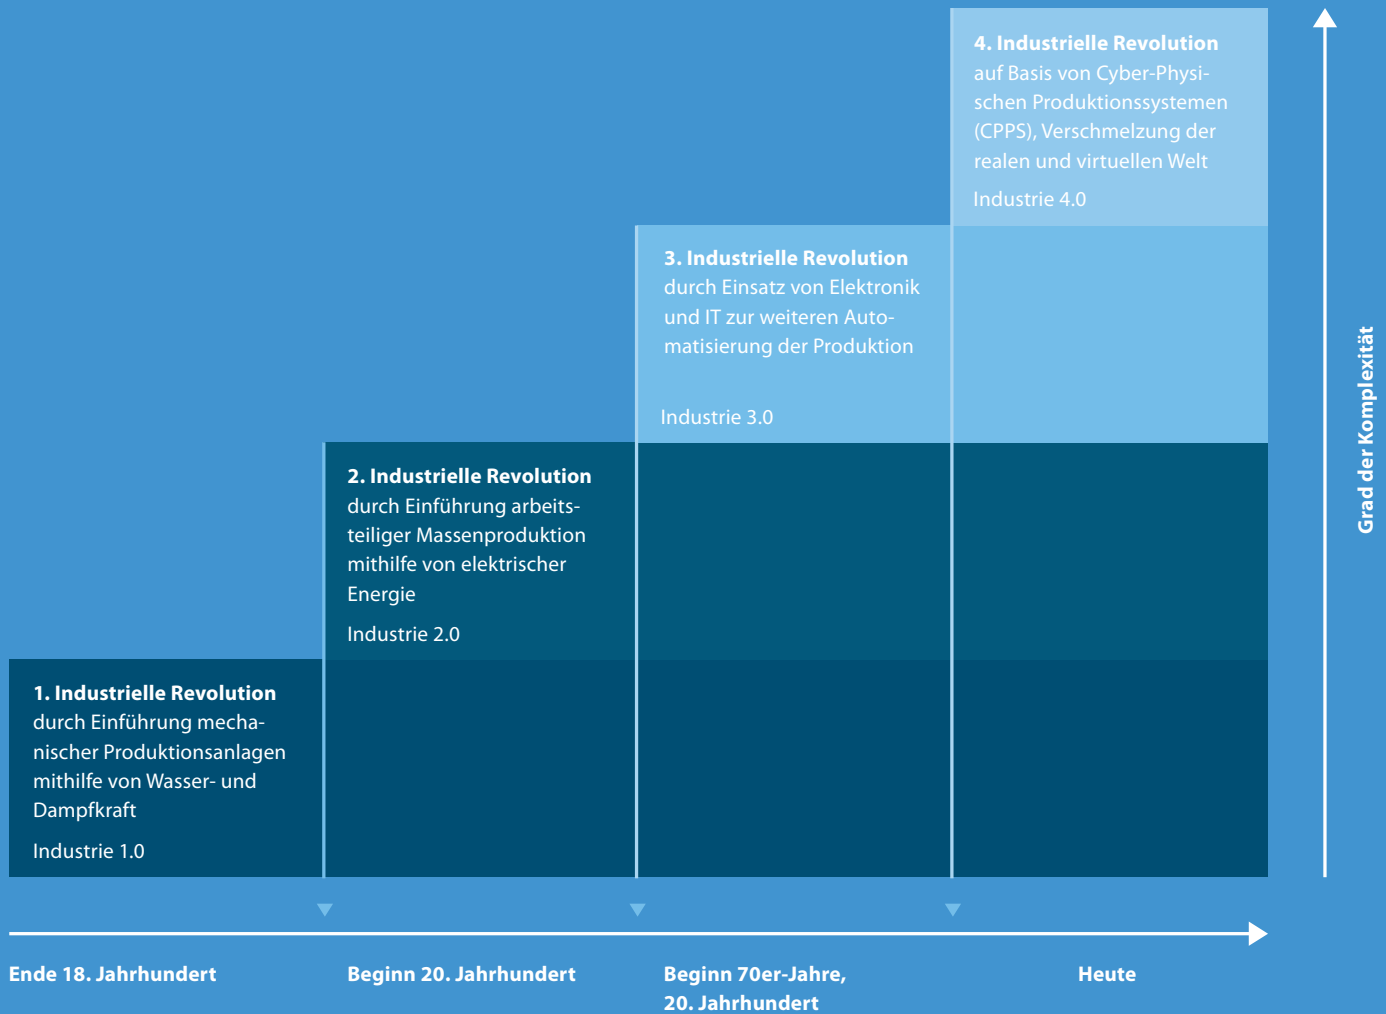 4. Industrielle Revolution
auf Basis von Cyber-Physi-
schen Produktionssystemen
(CPPS), Verschmelzung der
realen und virtuellen Welt
Industrie 4.0
3. Industrielle Revolution
durch Einsatz von Elektronik
und IT zur weiteren Auto-
matisierung der Produktion
Industrie 3.0
2. Industrielle Revolution
durch Einführung arbeits-
teiliger Massenproduktion
mithilfe von elektrischer
Energie
Industrie 2.0
1. Industrielle Revolution
durch Einführung mecha-
nischer Produktionsanlagen
mithilfe von Wasser- und
Dampfkraft
Industrie 1.0
Grad der Komplexität
Ende 18. Jahrhundert
Beginn 20. Jahrhundert
Beginn 70er-Jahre,
20. Jahrhundert
Heute